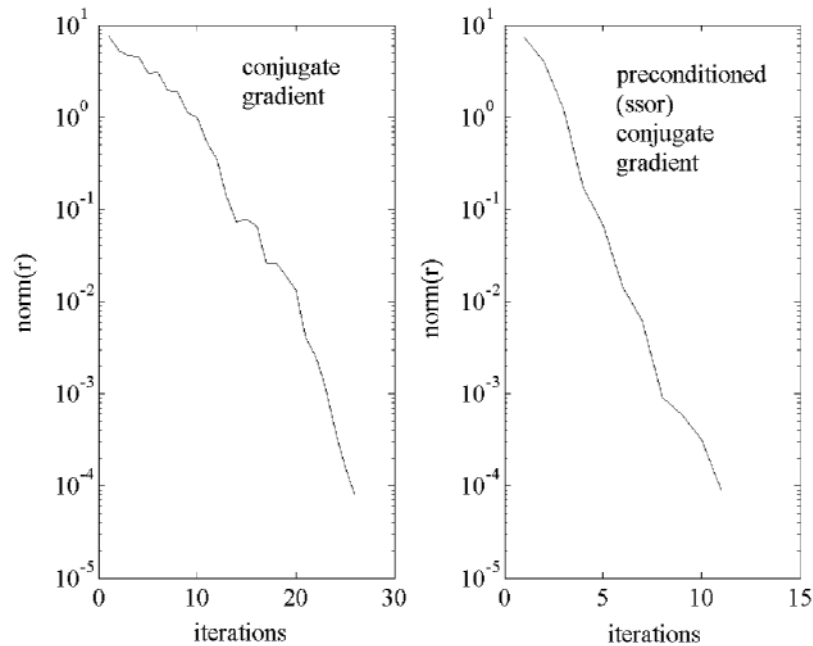 10^1
10^0
10^-1
10^-2
10^-3
10^-4
10^-5
norm(r)
conjugate
gradient
0 10 20 30
iterations
10^1
10^0
10^-1
10^-2
10^-3
10^-4
10^-5
norm(r)
preconditioned
(ssor)
conjugate
gradient
0 5 10 15
iterations